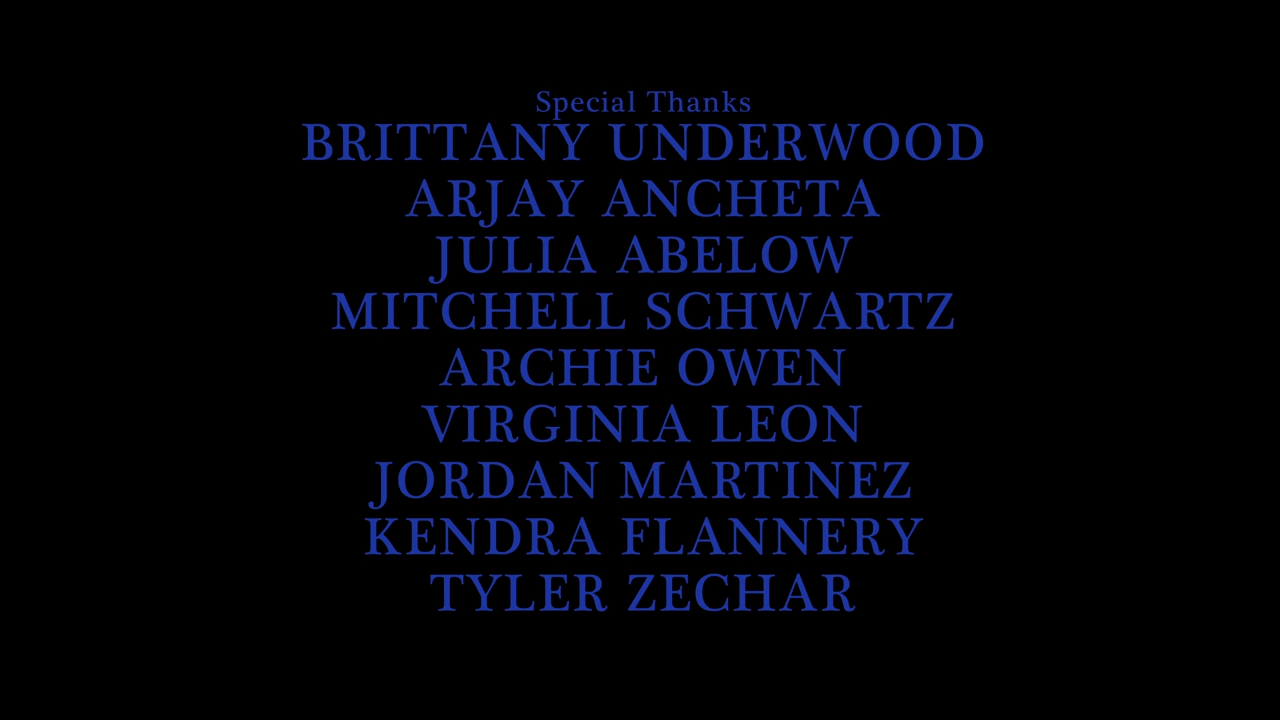 Special Thanks
BRITTANY UNDERWOOD
ARJAY ANCHETA
JULIA ABELOW
MITCHELL SCHWARTZ
ARCHIE OWEN
VIRGINIA LEON
JORDAN MARTINEZ
KENDRA FLANNERY
TYLER ZECHAR